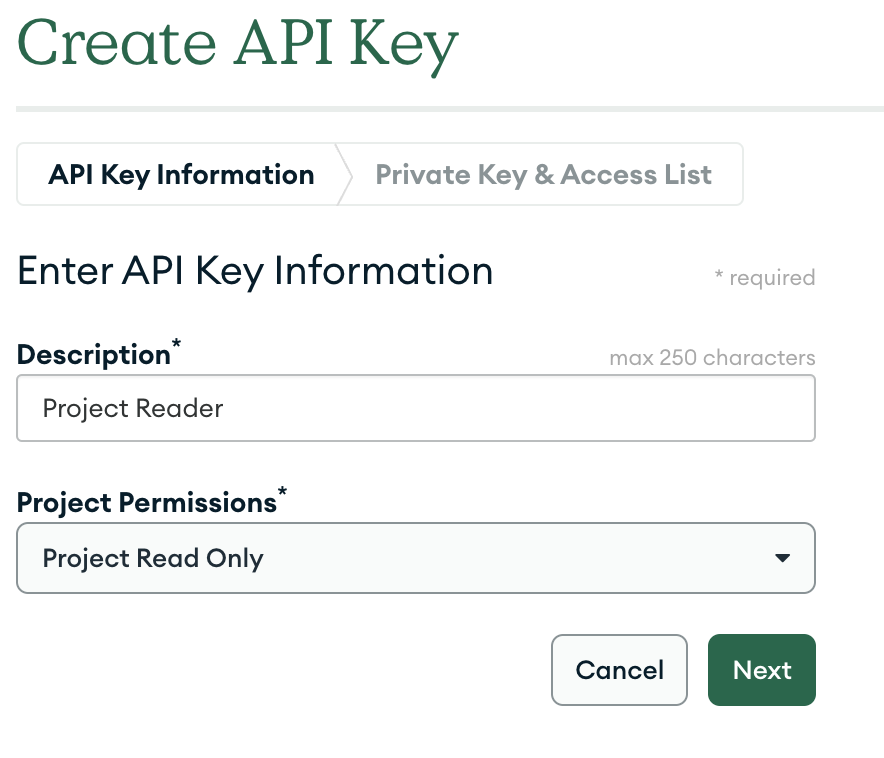 Create API Key
API Key Information Private Key & Access List
Enter API Key Information * required
Description* max 250 characters
Project Reader
Project Permissions*
Project Read Only
Cancel Next